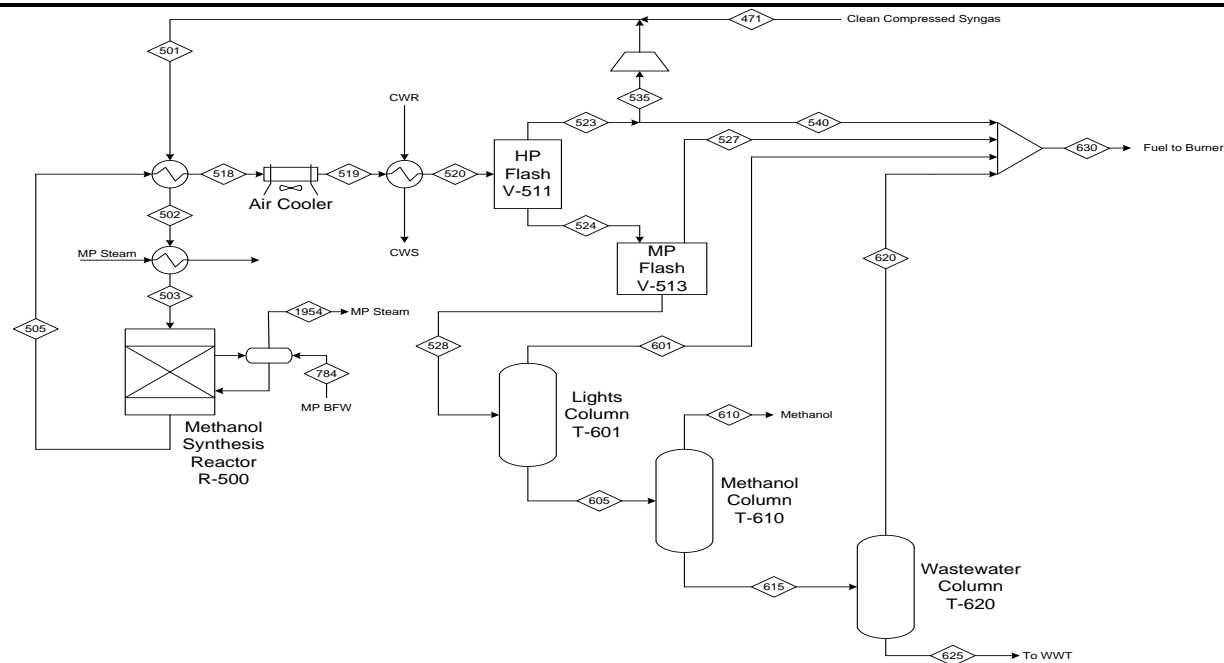 471
Clean Compressed Syngas
501
535
CWR
523
540
527
HP
Flash
V-511
630
Fuel to Burner
518
519
520
Air Cooler
502
524
CWS
MP Steam
MP
Flash
V-513
620
503
505
1954
MP Steam
528
601
784
MP BFW
Lights
Column
T-601
610
Methanol
Methanol
Synthesis
Reactor
R-500
605
Methanol
Column
T-610
615
Wastewater
Column
T-620
625
To WWT